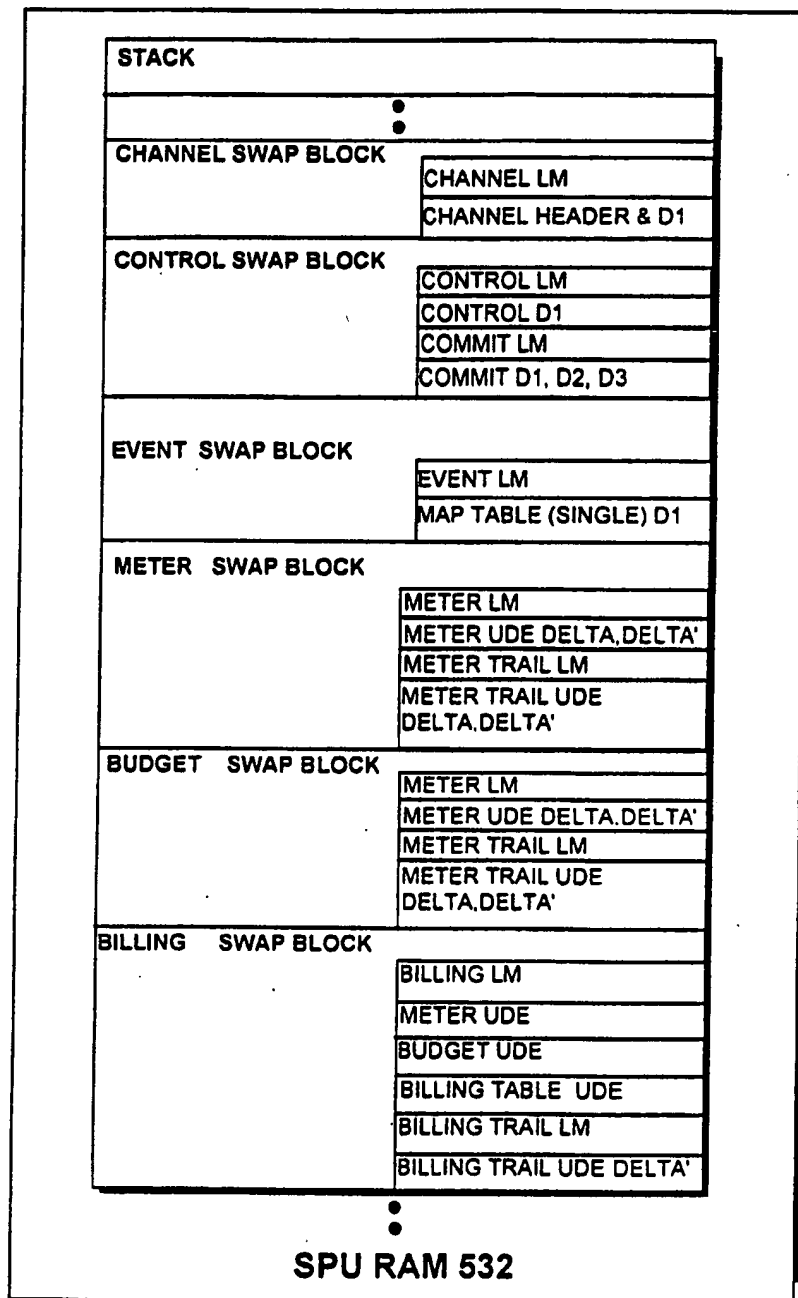 STACK
CHANNEL SWAP BLOCK
CHANNEL LM
CHANNEL HEADER & D1
CONTROL SWAP BLOCK
CONTROL LM
CONTROL D1
COMMIT LM
COMMIT D1, D2, D3
EVENT SWAP BLOCK
EVENT LM
MAP TABLE (SINGLE) D1
METER SWAP BLOCK
METER LM
METER UDE DELTA,DELTA'
METER TRAIL LM
METER TRAIL UDE
DELTA,DELTA'
BUDGET SWAP BLOCK
METER LM
METER UDE DELTA,DELTA'
METER TRAIL LM
METER TRAIL UDE
DELTA,DELTA'
BILLING SWAP BLOCK
BILLING LM
METER UDE
BUDGET UDE
BILLING TABLE UDE
BILLING TRAIL LM
BILLING TRAIL UDE DELTA'
SPU RAM 532